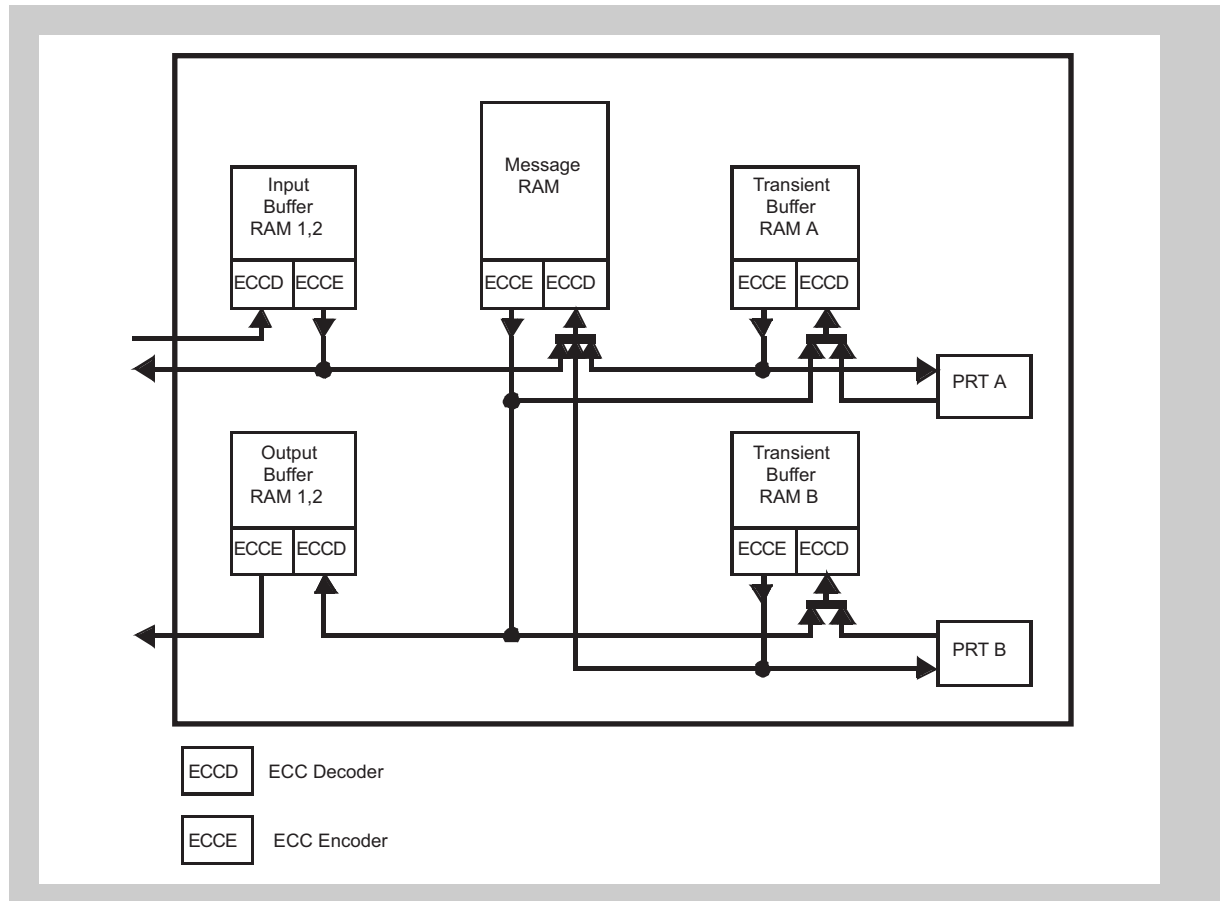 Input
Buffer
RAM 1,2
ECCD ECCE
Message
RAM
ECCE ECCD
Transient
Buffer
RAM A
ECCE ECCD
PRT A
Output
Buffer
RAM 1,2
ECCE ECCD
Transient
Buffer
RAM B
ECCE ECCD
PRT B
ECCD ECC Decoder
ECCE ECC Encoder